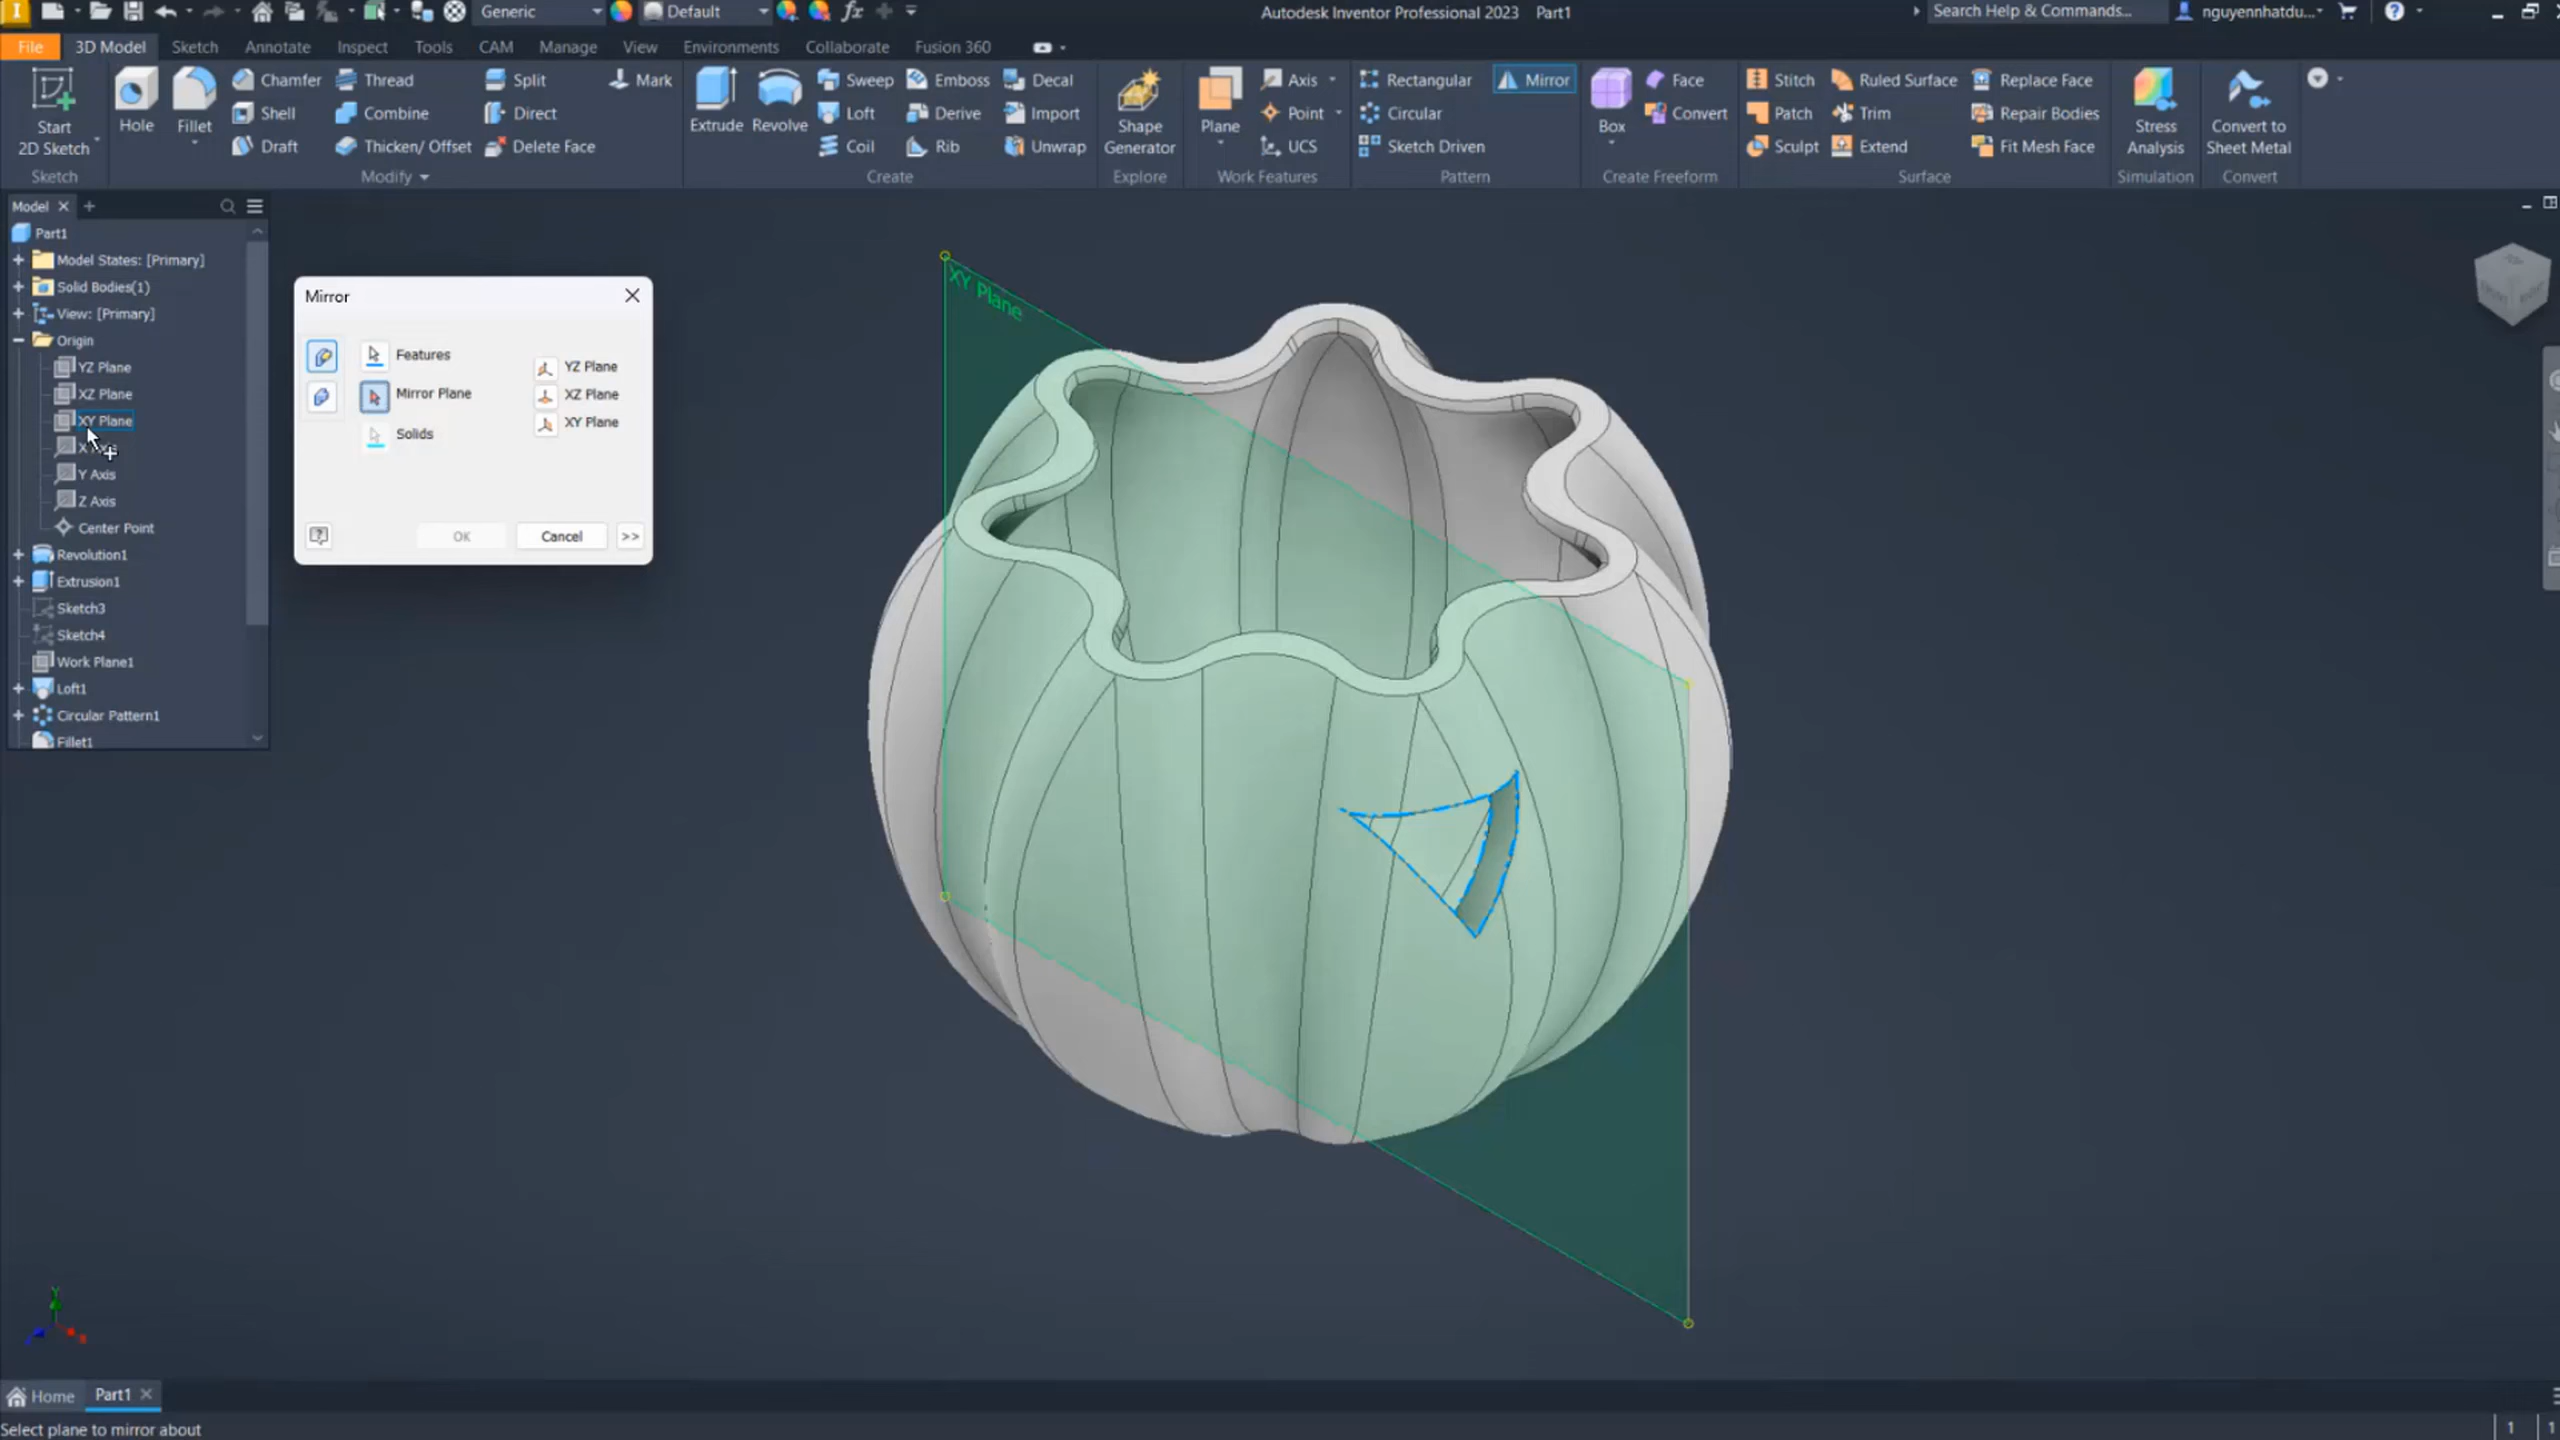 Generic
Default
fx
Autodesk Inventor Professional 2023 Part1
Search Help & Commands...
nguyennhatdu...
File
3D Model
Sketch
Annotate
Inspect
Tools
CAM
Manage
View
Environments
Collaborate
Fusion 360
Start
2D Sketch
Sketch
Hole
Fillet
Chamfer
Shell
Draft
Thread
Combine
Thicken/ Offset
Split
Direct
Delete Face
Mark
Modify
Extrude
Revolve
Sweep
Loft
Coil
Emboss
Derive
Rib
Decal
Import
Unwrap
Create
Shape
Generator
Explore
Plane
Axis
Point
UCS
Work Features
Rectangular
Circular
Sketch Driven
Mirror
Pattern
Box
Face
Convert
Create Freeform
Stitch
Patch
Sculpt
Ruled Surface
Trim
Extend
Replace Face
Repair Bodies
Fit Mesh Face
Surface
Stress
Analysis
Simulation
Convert to
Sheet Metal
Convert
Model
Part1
Model States: [Primary]
Solid Bodies(1)
View: [Primary]
Origin
YZ Plane
XZ Plane
XY Plane
Y Axis
Z Axis
Center Point
Revolution1
Extrusion1
Sketch3
Sketch4
Work Plane1
Loft1
Circular Pattern1
Fillet1
Mirror
Features
Mirror Plane
Solids
YZ Plane
XZ Plane
XY Plane
OK
Cancel
>>
XY Plane
Home
Part1
Select plane to mirror about
1
1